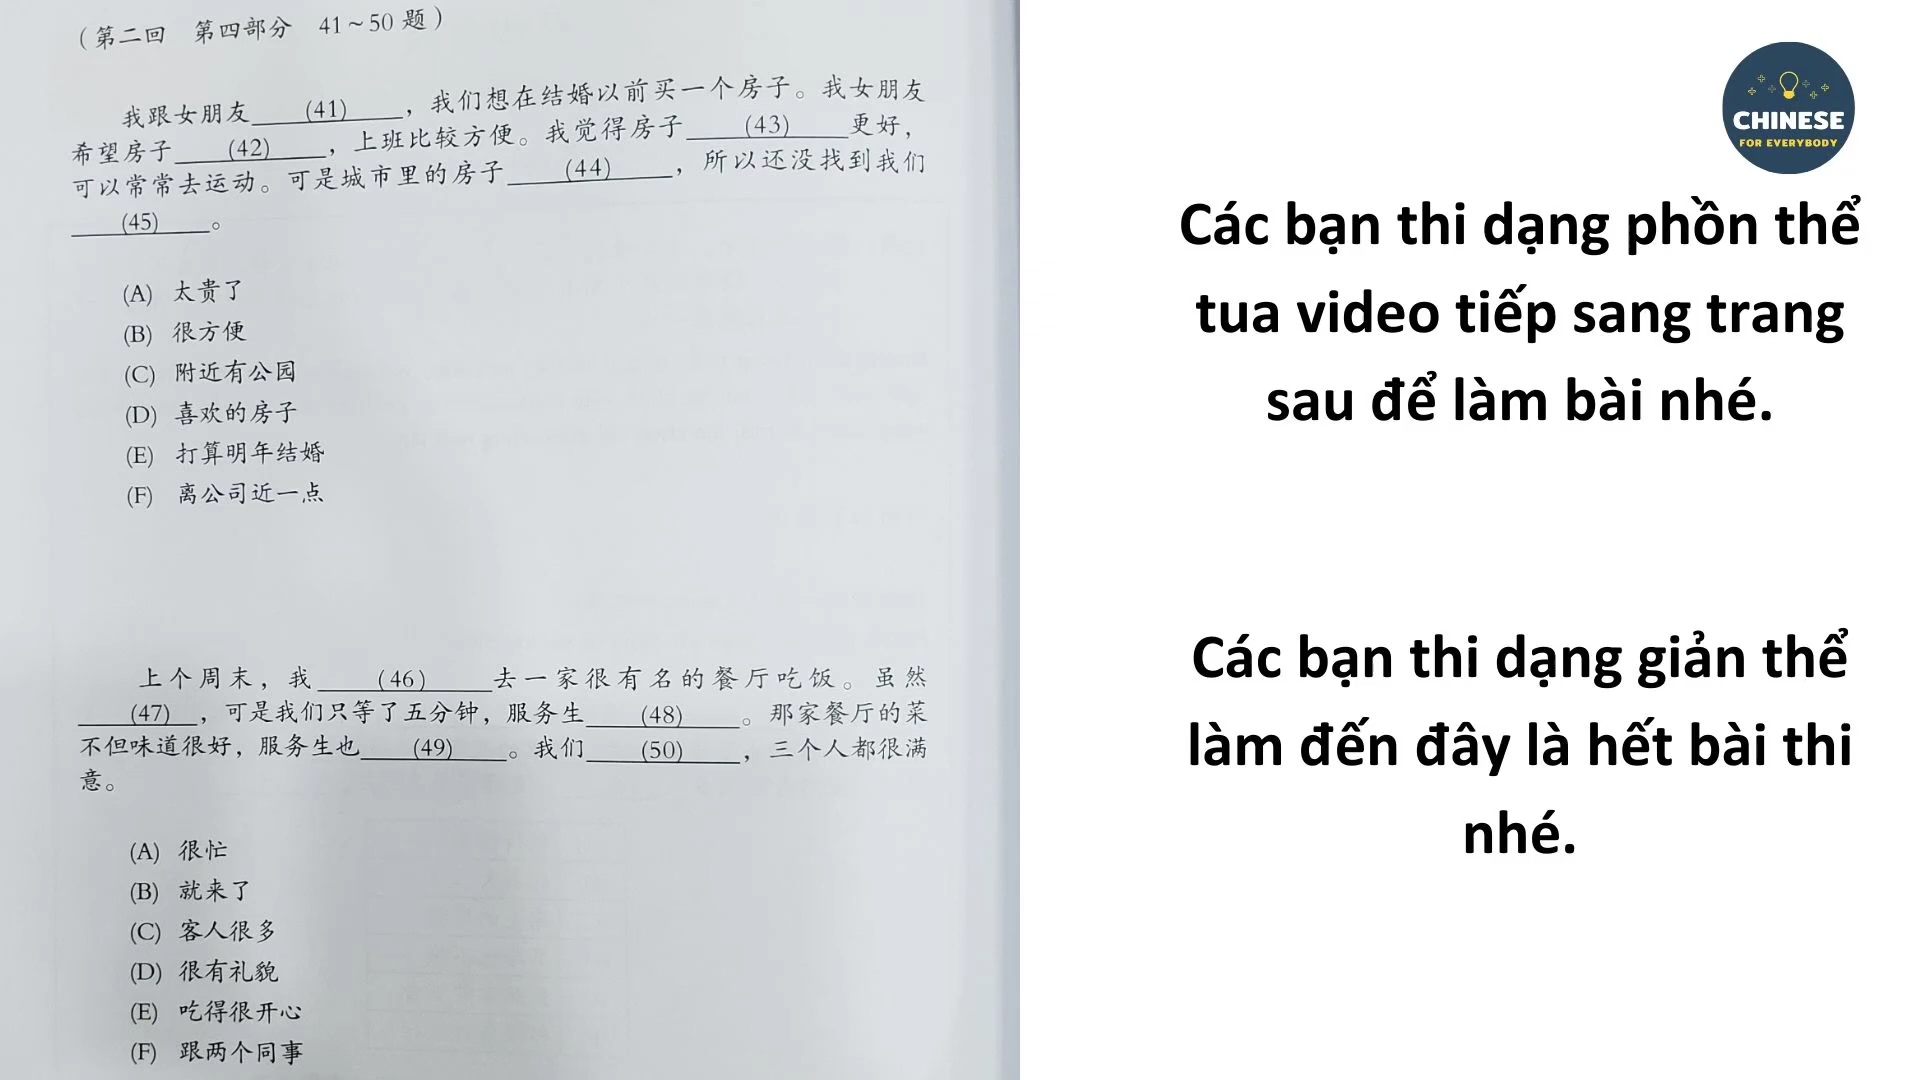 （第二回 第四部分 41～50 题）
我跟女朋友 (41) ，我们想在结婚以前买一个房子。我女朋友
希望房子 (42) ，上班比较方便。我觉得房子 (43) 更好，
可以常常去运动。可是城市里的房子 (44) ，所以还没找到我们
(45) 。
(A) 太贵了
(B) 很方便
(C) 附近有公园
(D) 喜欢的房子
(E) 打算明年结婚
(F) 离公司近一点
上个周末，我 (46) 去一家很有名的餐厅吃饭。虽然
(47) ，可是我们只等了五分钟，服务生 (48) 。那家餐厅的菜
不但味道很好，服务生也 (49) 。我们 (50) ，三个人都很满
意。
(A) 很忙
(B) 就来了
(C) 客人很多
(D) 很有礼貌
(E) 吃得很开心
(F) 跟两个同事
CHINESE
FOR EVERYBODY
Các bạn thi dạng phồn thể
tua video tiếp sang trang
sau để làm bài nhé.
Các bạn thi dạng giản thể
làm đến đây là hết bài thi
nhé.